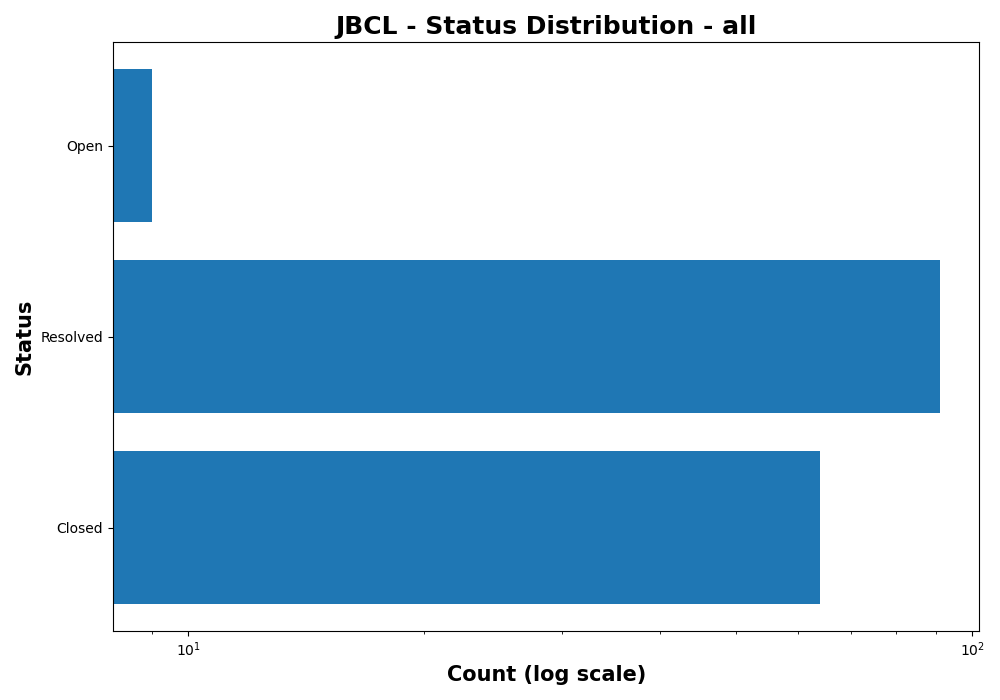 JBCL - Status Distribution - all
Status
Open
Resolved
Closed
10¹
10²
Count (log scale)